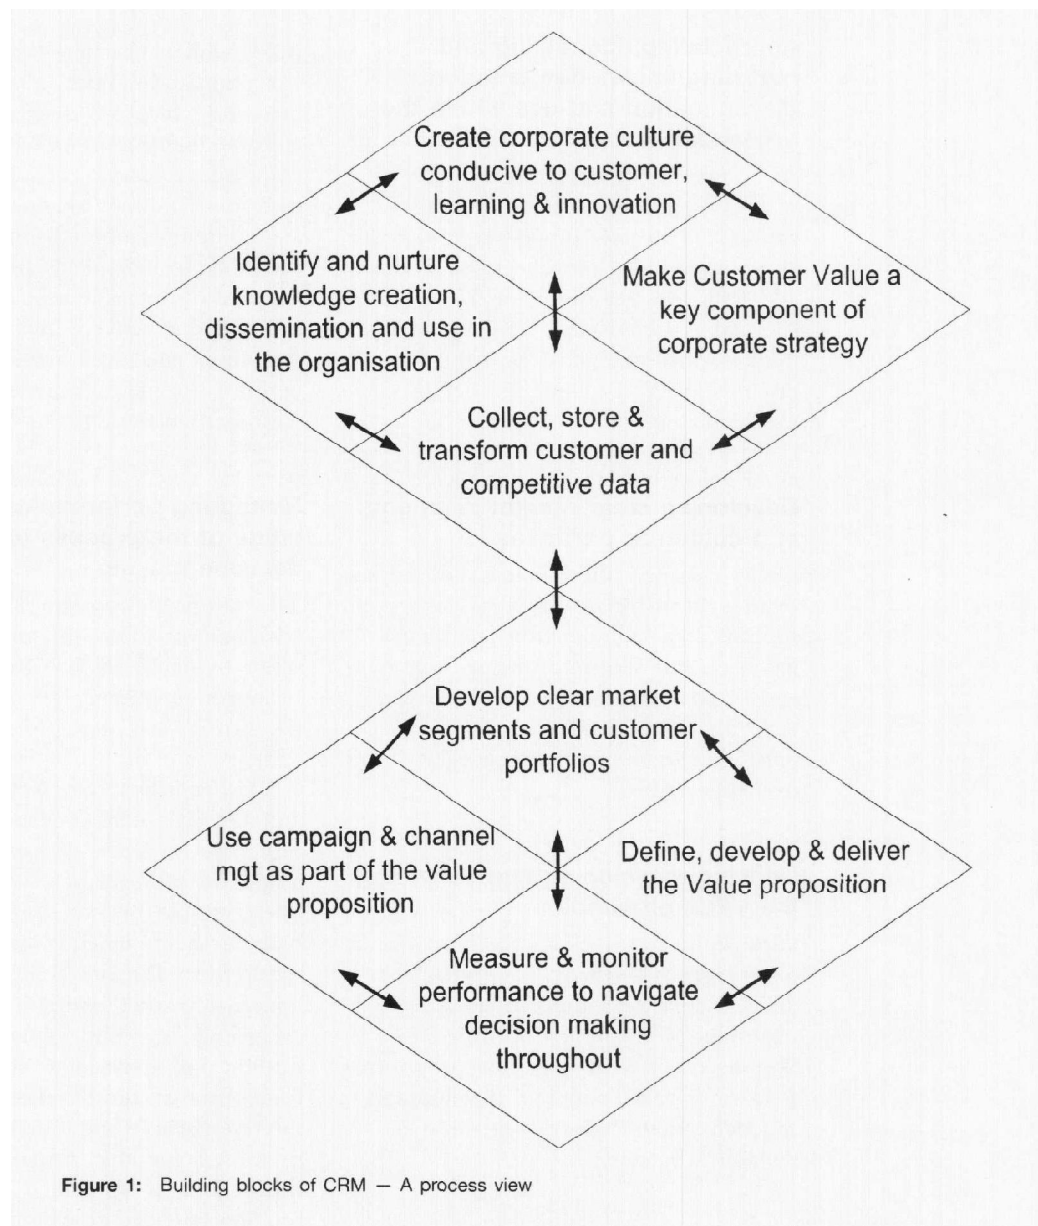 Create corporate culture
conducive to customer,
learning & innovation
Identify and nurture
knowledge creation,
dissemination and use in
the organisation
Make Customer Value a
key component of
corporate strategy
Collect, store &
transform customer and
competitive data
Develop clear market
segments and customer
portfolios
Use campaign & channel
mgt as part of the value
proposition
Define, develop & deliver
the Value proposition
Measure & monitor
performance to navigate
decision making
throughout
Figure 1: Building blocks of CRM — A process view